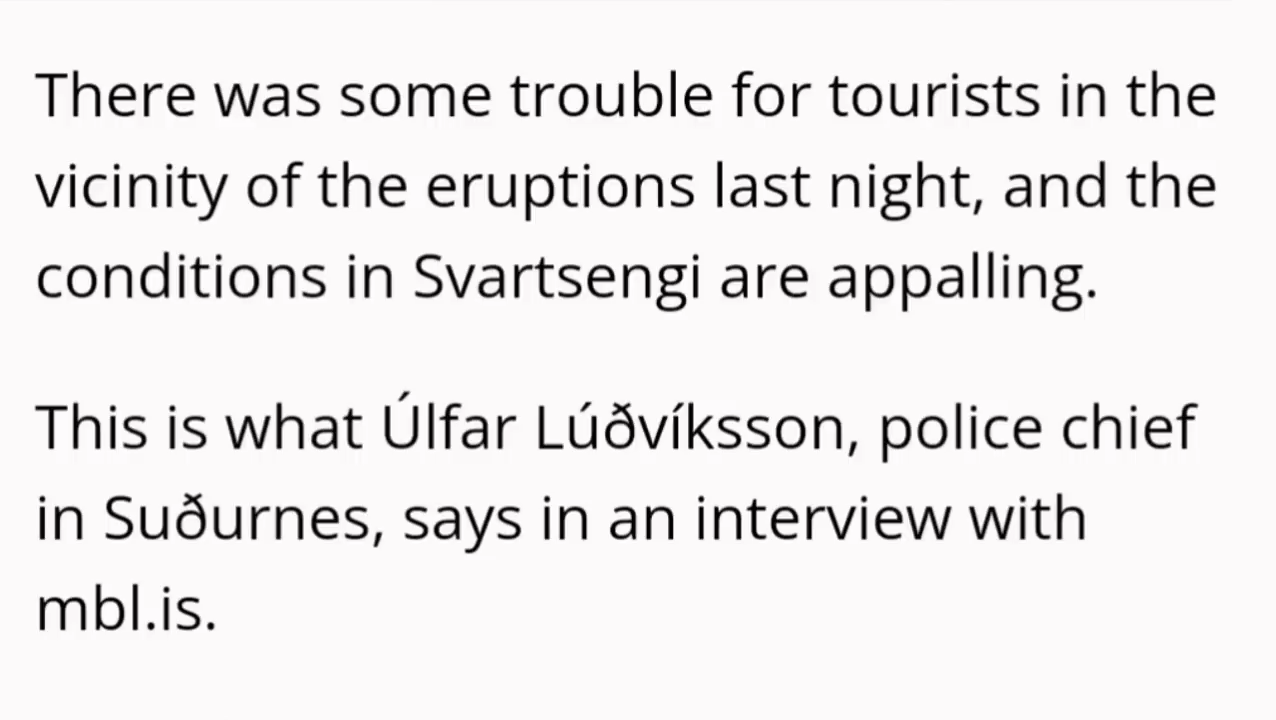 There was some trouble for tourists in the
vicinity of the eruptions last night, and the
conditions in Svartsengi are appalling.
This is what Úlfar Lúðvíksson, police chief
in Suðurnes, says in an interview with
mbl.is.